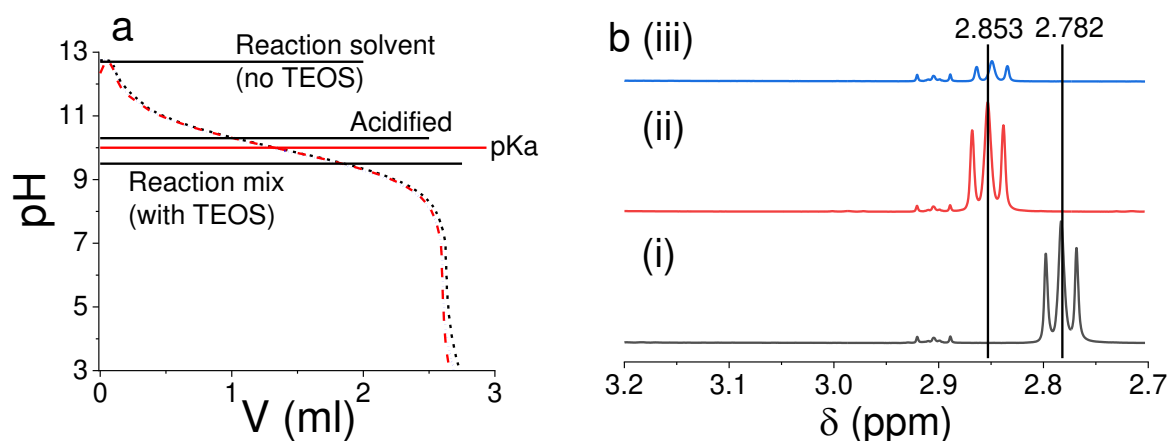 a
Reaction solvent
(no TEOS)
Acidified
pKa
Reaction mix
(with TEOS)
13
11
9
7
5
3
pH
0
1
2
3
V (ml)
b
(iii)
2.853
2.782
(ii)
(i)
3.2
3.1
3.0
2.9
2.8
2.7
δ (ppm)